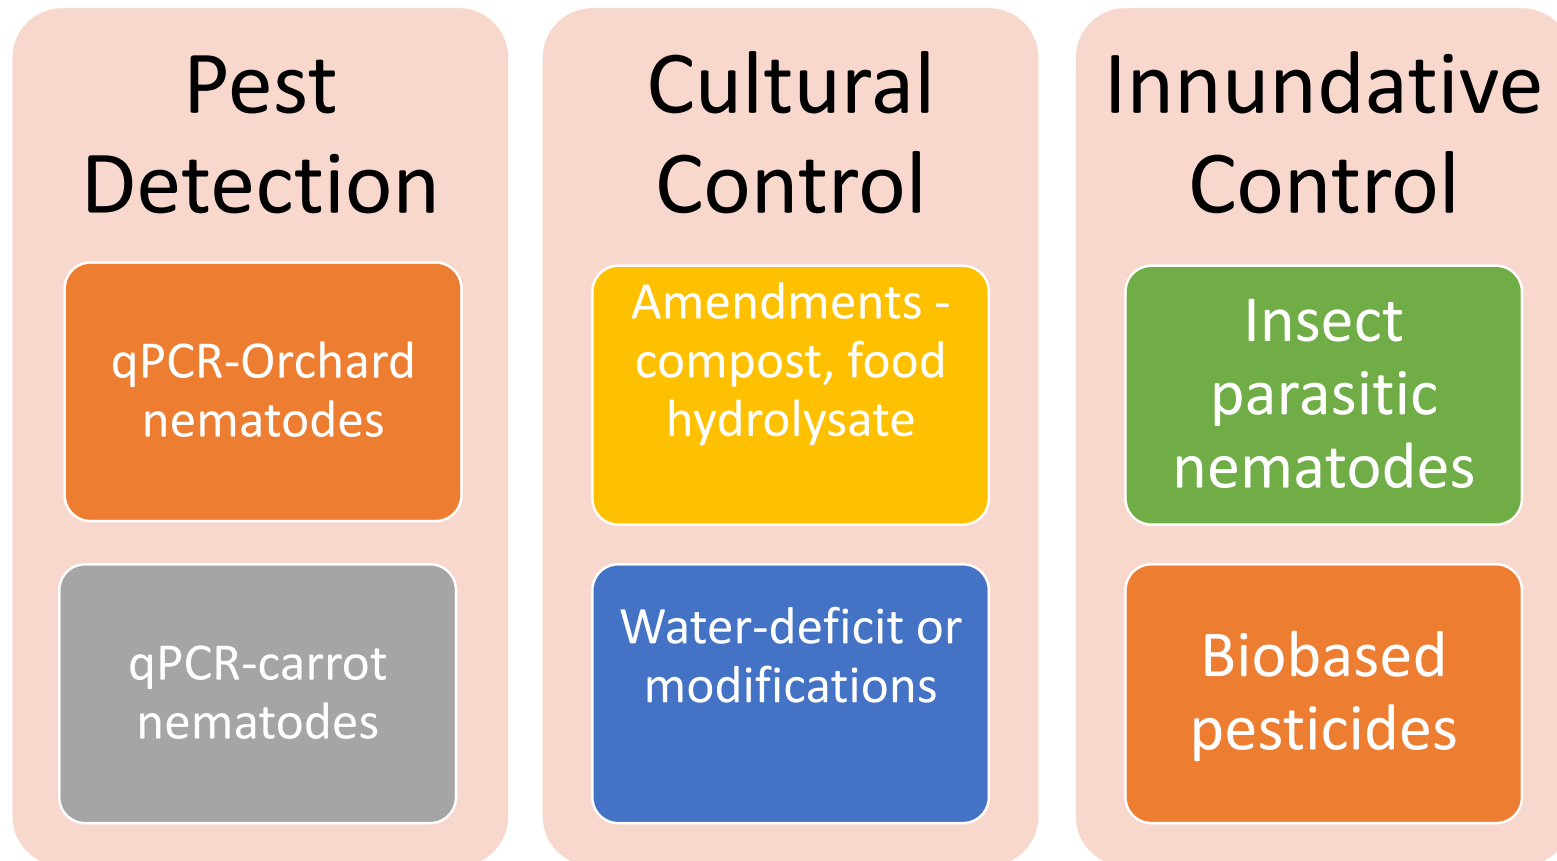 Pest
Detection
qPCR-Orchard
nematodes
qPCR-carrot
nematodes
Cultural
Control
Amendments -
compost, food
hydrolysate
Water-deficit or
modifications
Innundative
Control
Insect
parasitic
nematodes
Biobased
pesticides